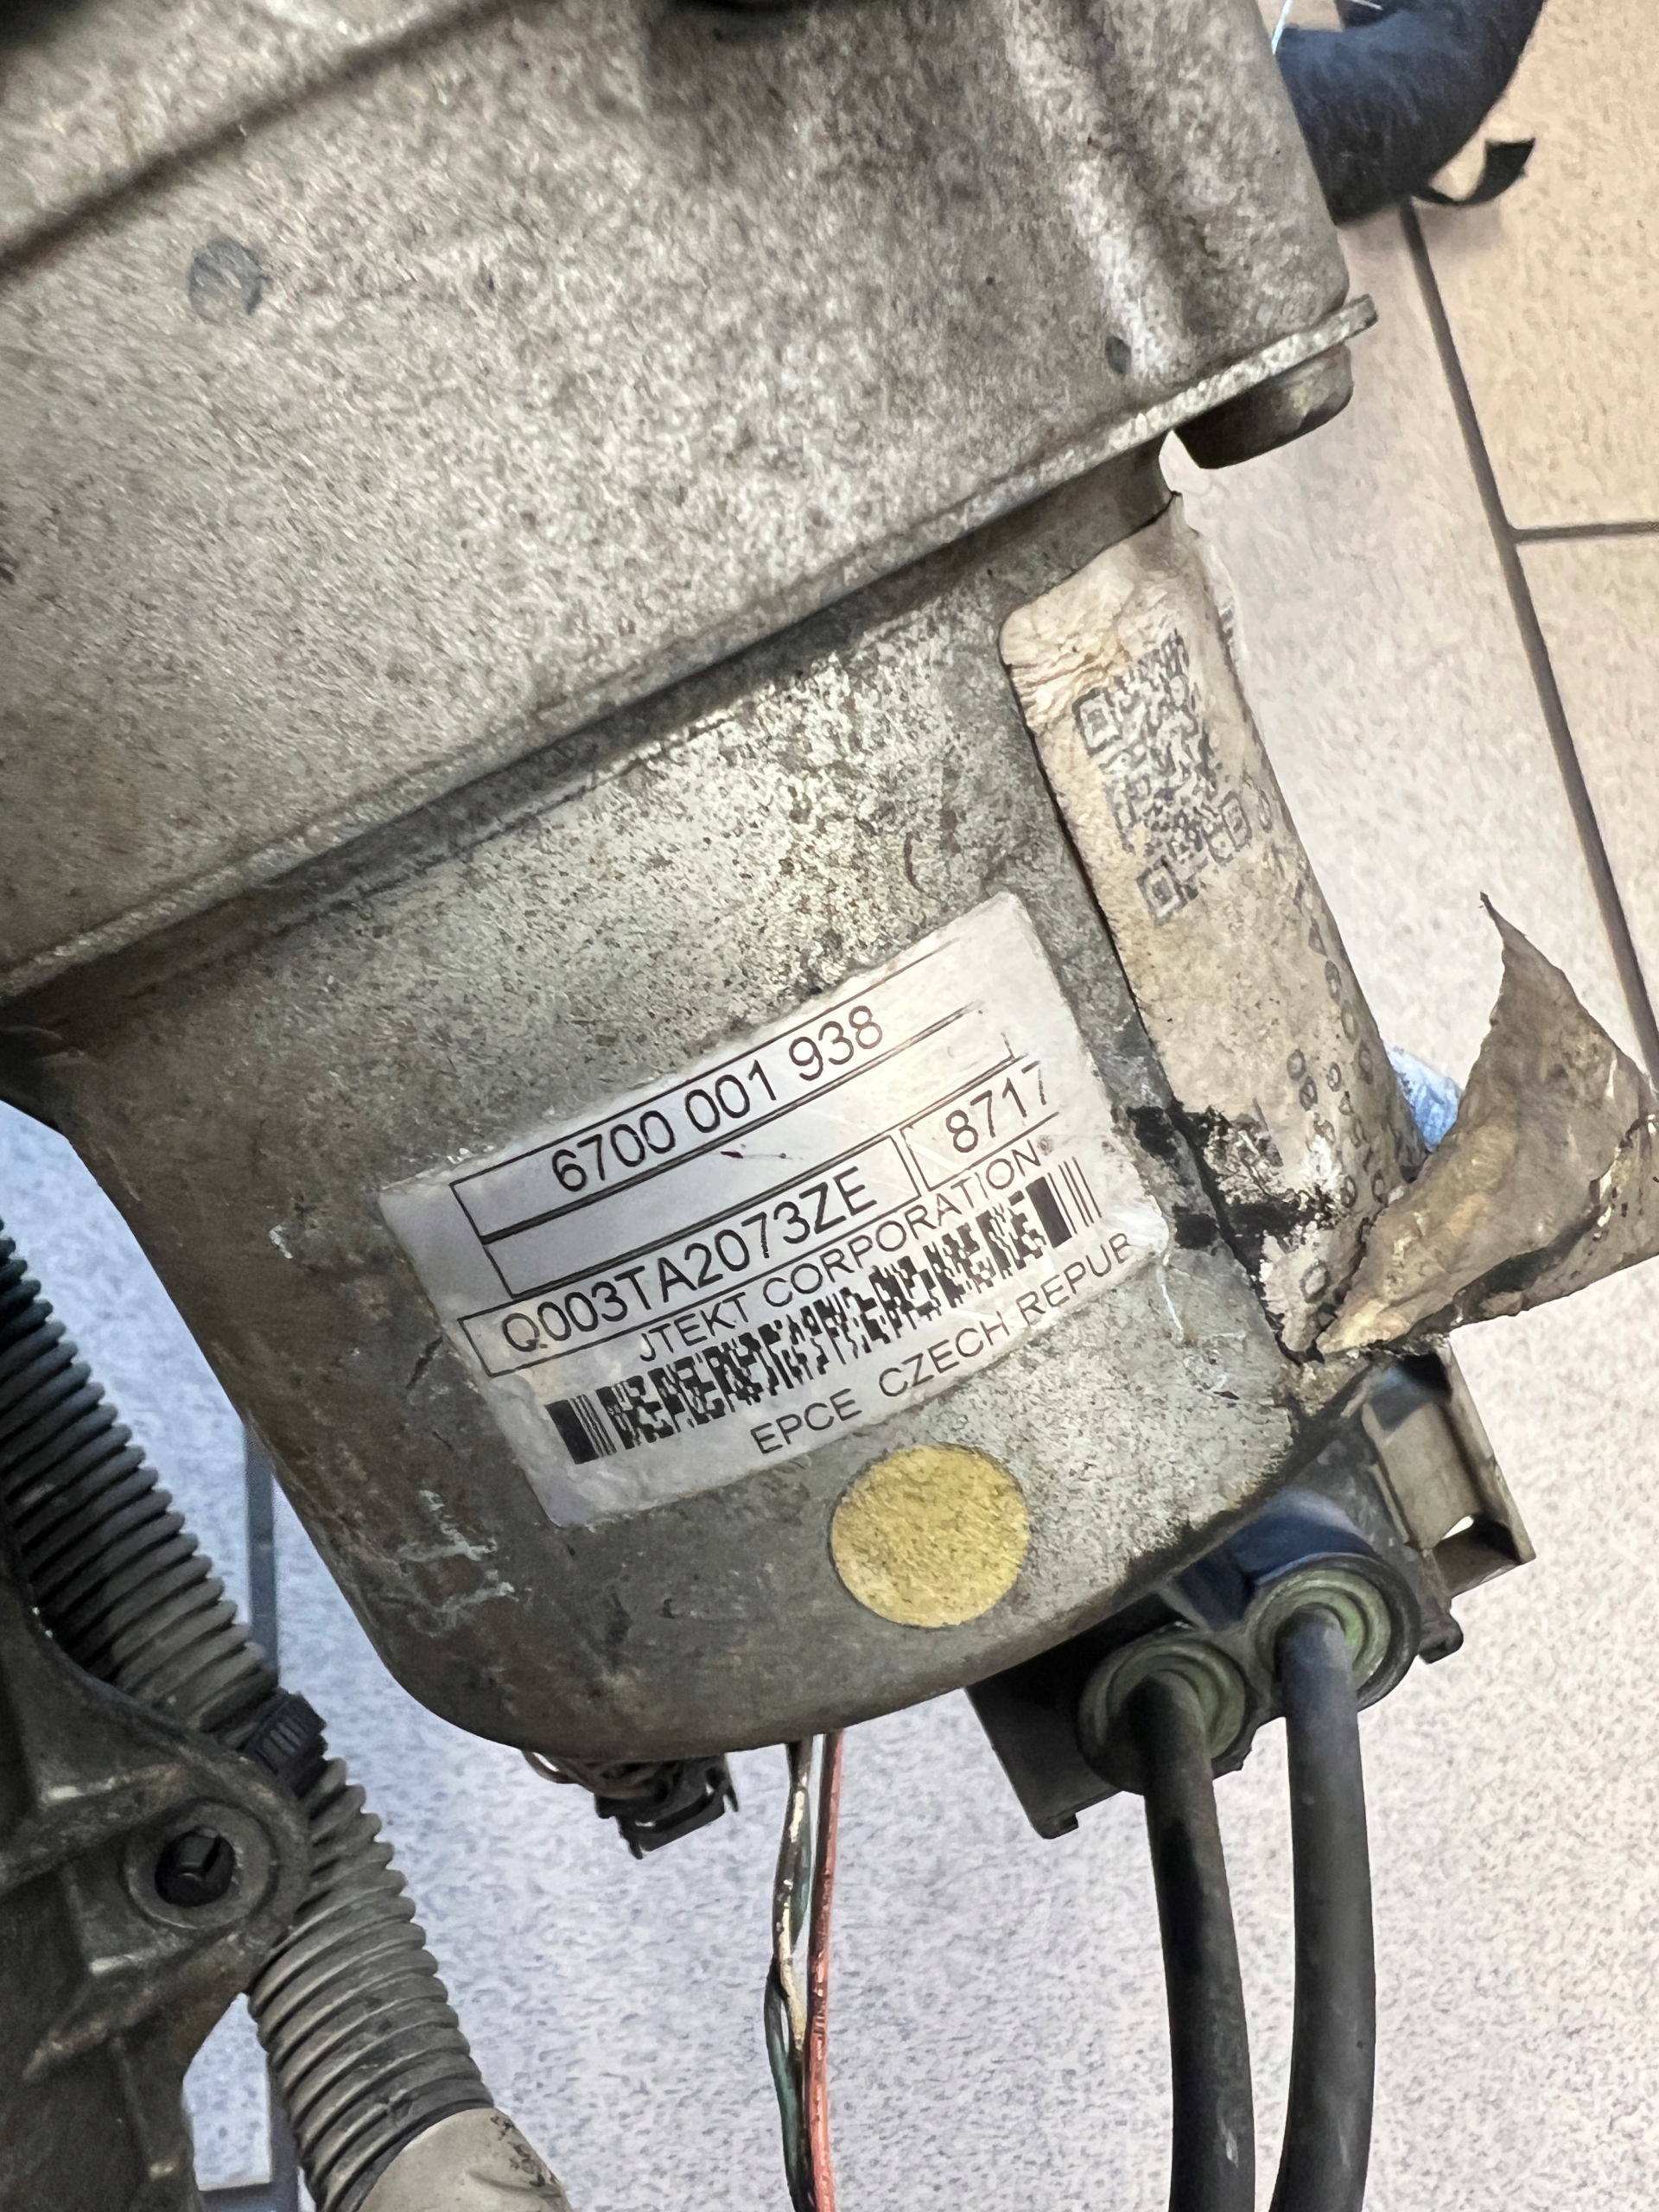 6700 001 938
Q003TA2073ZE 8717
JTEKT CORPORATION
EPCE CZECH REPUB